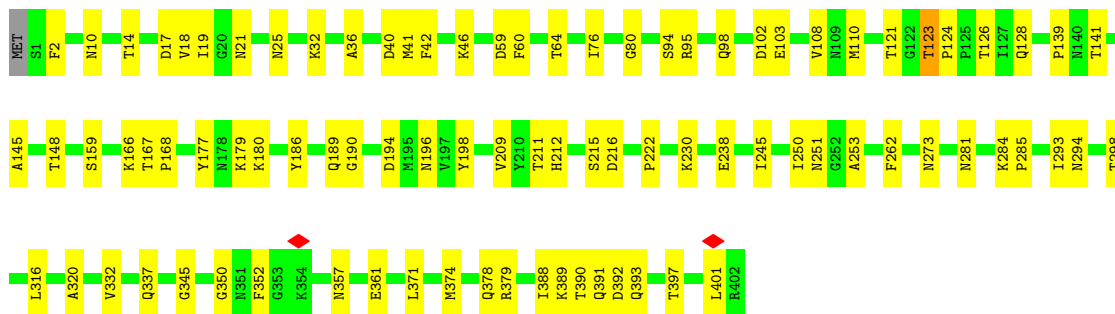 MET S1 F2 N10 T14 D17 V18 I19 G20 N21 N25 K32 A36 D40 M41 F42 K46 D59 F60 T64 I76 G80 S94 R95 Q98 D102 E103 V108 N109 M110 T121 G122 T123 P124 P125 T126 I127 Q128 P139 N140 T141
A145 T148 S159 K166 T167 P168 Y177 N178 K179 K180 Y186 Q189 G190 D194 M195 N196 V197 Y198 V209 Y210 T211 H212 S215 D216 P222 K230 E238 I245 I250 N251 G252 A253 F262 N273 N281 K284 P285 I293 N294
L316 A320 V332 Q337 G345 G350 N351 F352 G353 K354 N357 E361 L371 M374 Q378 R379 I388 K389 T390 Q391 D392 Q393 T397 L401 R402